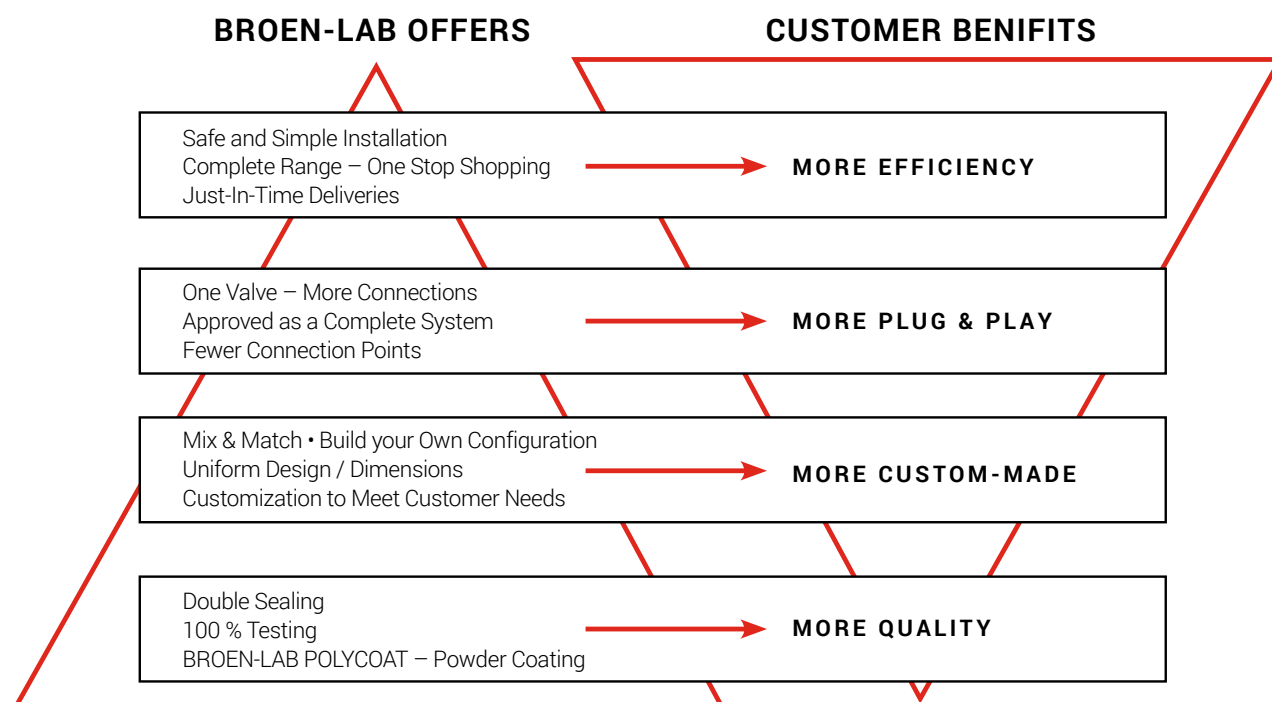 BROEN-LAB OFFERS
CUSTOMER BENIFITS
Safe and Simple Installation
Complete Range – One Stop Shopping
Just-In-Time Deliveries
MORE EFFICIENCY
One Valve – More Connections
Approved as a Complete System
Fewer Connection Points
MORE PLUG & PLAY
Mix & Match • Build your Own Configuration
Uniform Design / Dimensions
Customization to Meet Customer Needs
MORE CUSTOM-MADE
Double Sealing
100 % Testing
BROEN-LAB POLYCOAT – Powder Coating
MORE QUALITY